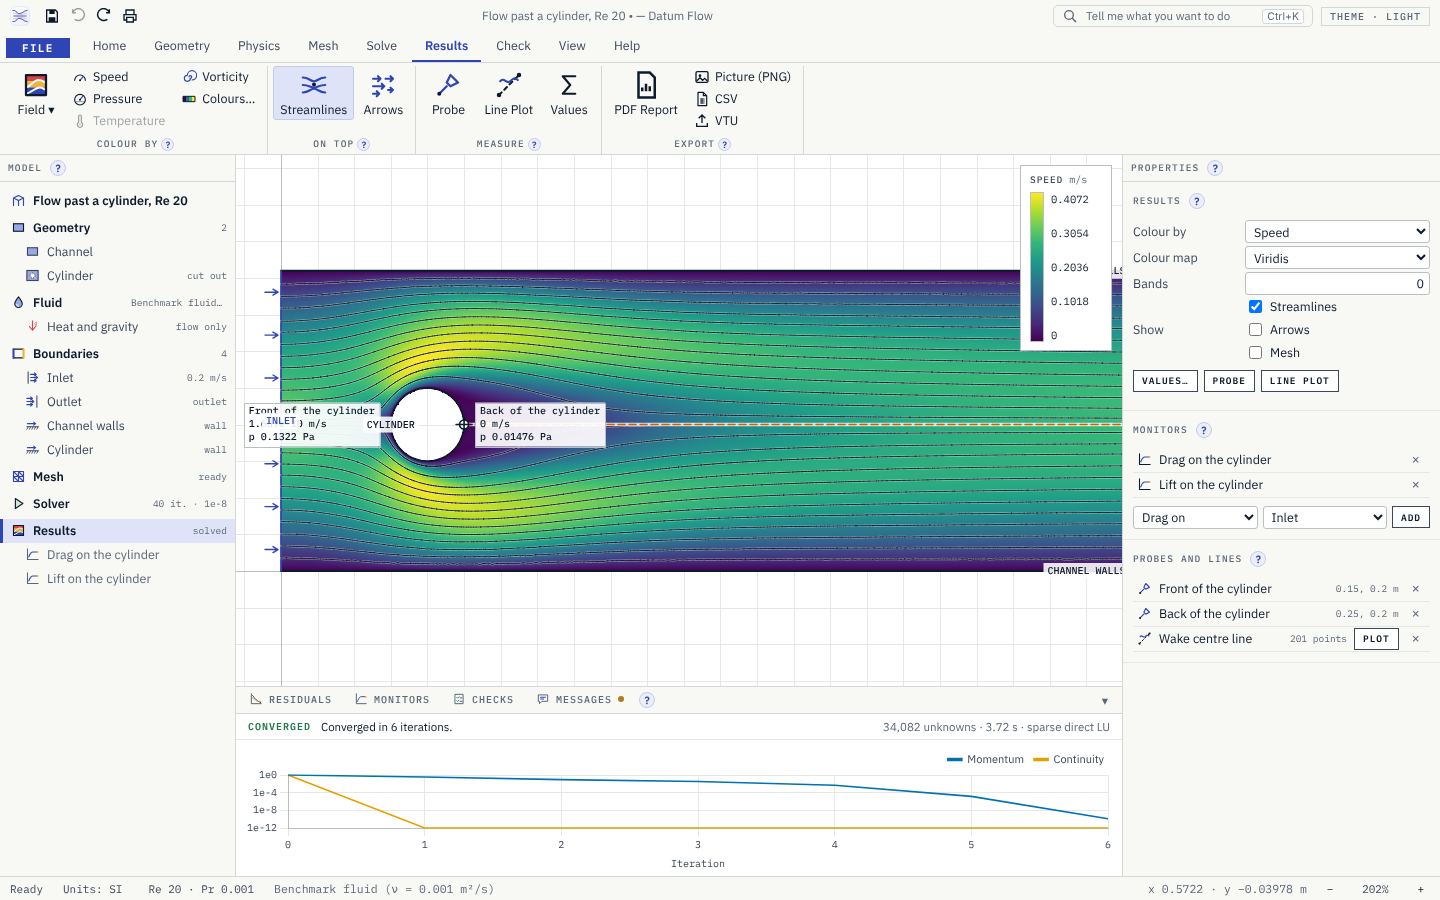 Flow past a cylinder, Re 20 • — Datum Flow
Tell me what you want to do
Ctrl+K
THEME · LIGHT
FILE
Home
Geometry
Physics
Mesh
Solve
Results
Check
View
Help
Field ▾
Speed
Pressure
Temperature
Vorticity
Colours…
COLOUR BY ?
Streamlines
Arrows
ON TOP ?
Probe
Line Plot
Values
MEASURE ?
PDF Report
Picture (PNG)
CSV
VTU
EXPORT ?
MODEL ?
Flow past a cylinder, Re 20
Geometry 2
Channel
Cylinder cut out
Fluid Benchmark fluid…
Heat and gravity flow only
Boundaries 4
Inlet 0.2 m/s
Outlet outlet
Channel walls wall
Cylinder wall
Mesh ready
Solver 40 it. · 1e-8
Results solved
Drag on the cylinder
Lift on the cylinder
SPEED m/s
0.4072
0.3054
0.2036
0.1018
0
Front of the cylinder
INLET
p 0.1322 Pa
CYLINDER
Back of the cylinder
0 m/s
p 0.01476 Pa
CHANNEL WALLS
RESIDUALS
MONITORS
CHECKS
MESSAGES
?
▾
CONVERGED Converged in 6 iterations.
34,082 unknowns · 3.72 s · sparse direct LU
Momentum
Continuity
1e0
1e-4
1e-8
1e-12
0 1 2 3 4 5 6
Iteration
PROPERTIES ?
RESULTS ?
Colour by Speed
Colour map Viridis
Bands 0
Streamlines
Show Arrows
Mesh
VALUES… PROBE LINE PLOT
MONITORS ?
Drag on the cylinder ×
Lift on the cylinder ×
Drag on Inlet ADD
PROBES AND LINES ?
Front of the cylinder 0.15, 0.2 m ×
Back of the cylinder 0.25, 0.2 m ×
Wake centre line 201 points PLOT ×
Ready Units: SI Re 20 · Pr 0.001 Benchmark fluid (ν = 0.001 m²/s)
x 0.5722 · y −0.03978 m − 202% +